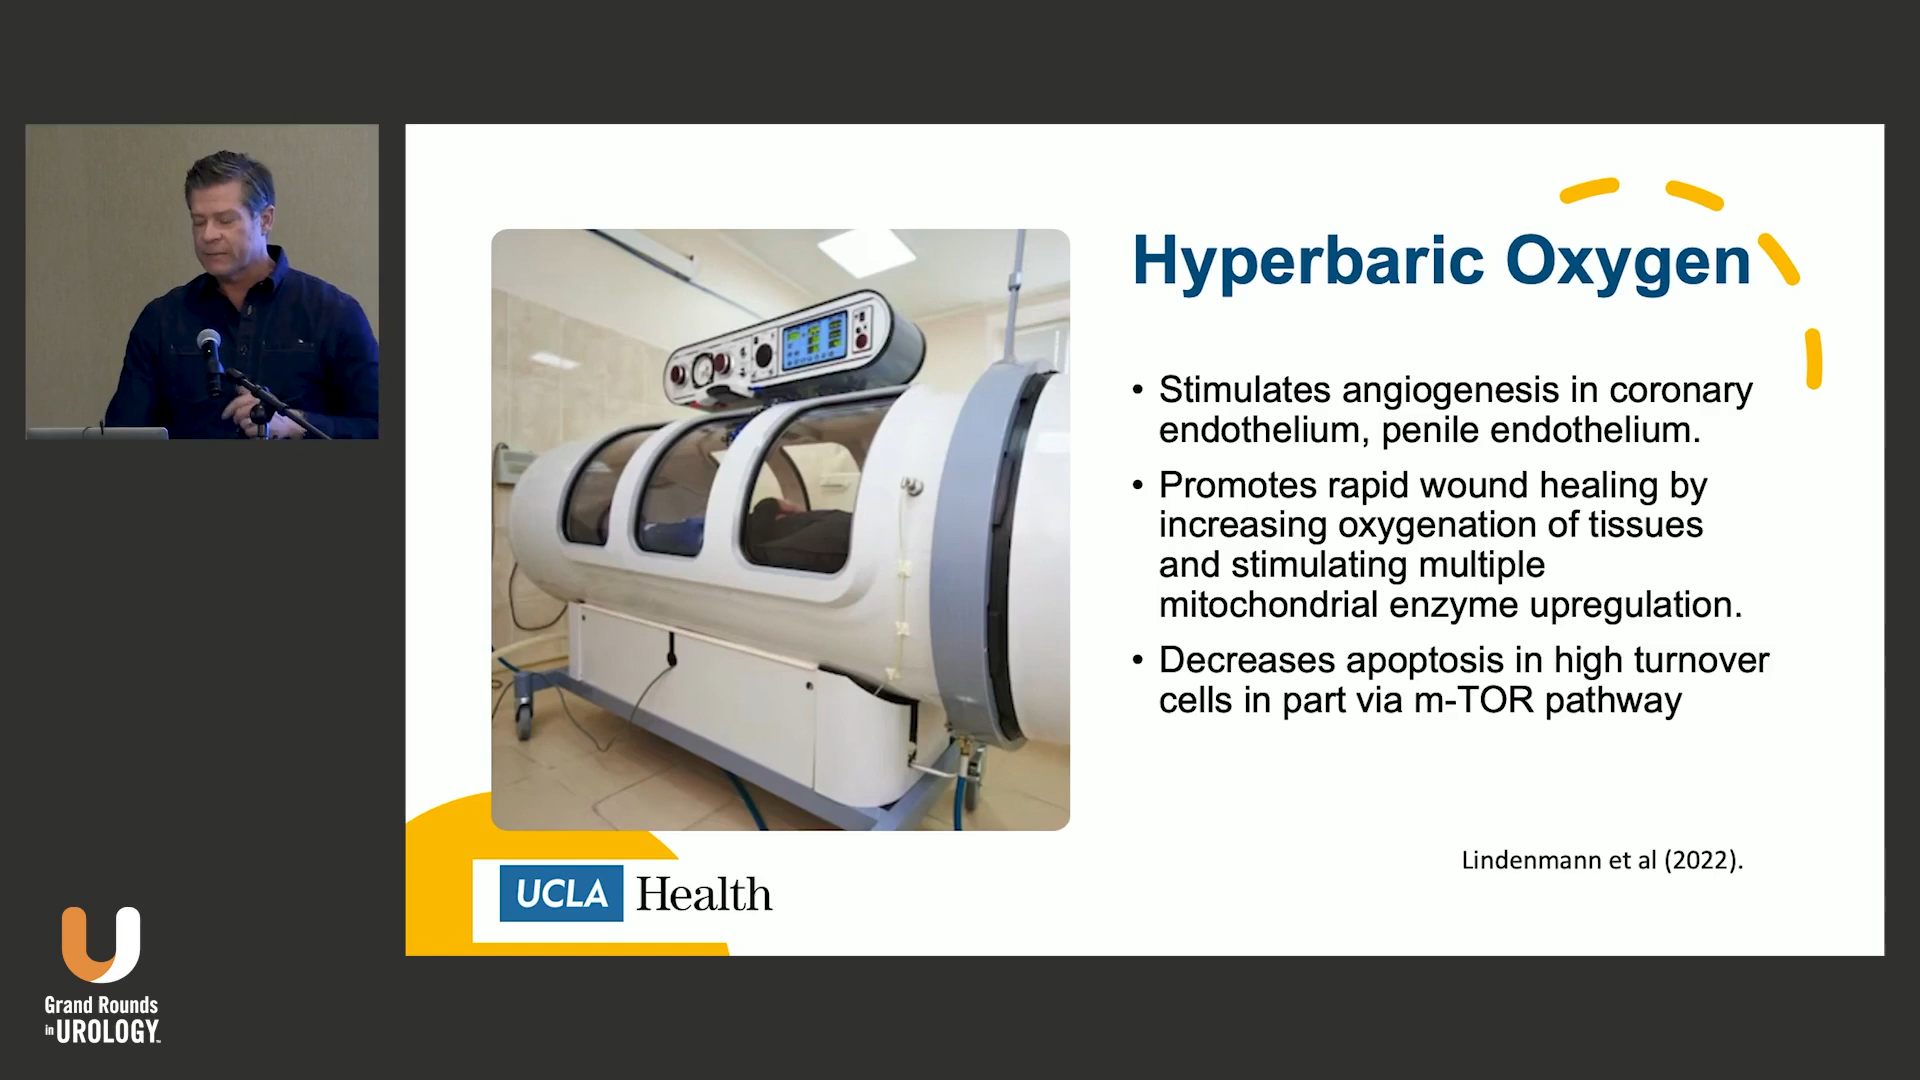 Hyperbaric Oxygen
• Stimulates angiogenesis in coronary
endothelium, penile endothelium.
• Promotes rapid wound healing by
increasing oxygenation of tissues
and stimulating multiple
mitochondrial enzyme upregulation.
• Decreases apoptosis in high turnover
cells in part via m-TOR pathway
Lindenmann et al (2022).
UCLA Health
Grand Rounds
in UROLOGY™